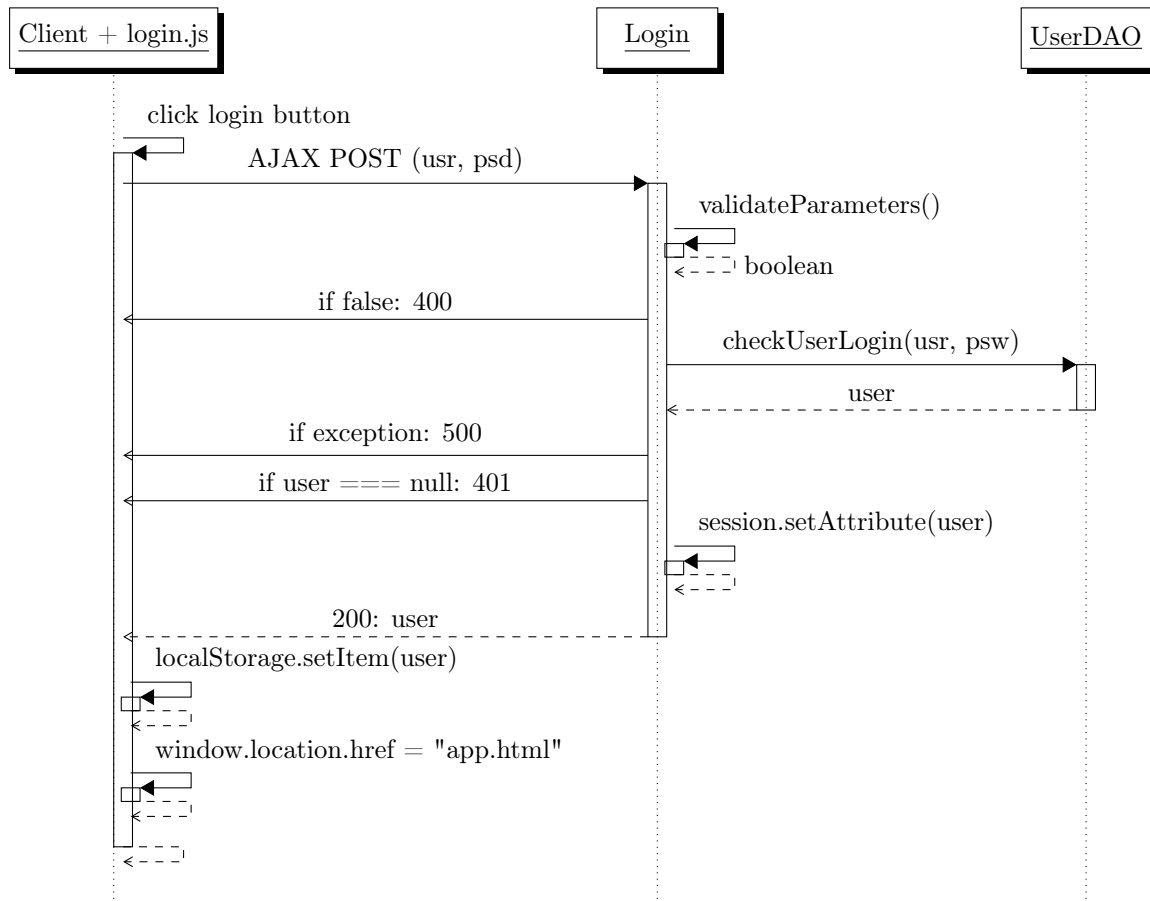 Client + login.js
Login
UserDAO
click login button
AJAX POST (usr, psd)
validateParameters()
boolean
if false: 400
checkUserLogin(usr, psw)
user
if exception: 500
if user === null: 401
session.setAttribute(user)
200: user
localStorage.setItem(user)
window.location.href = "app.html"